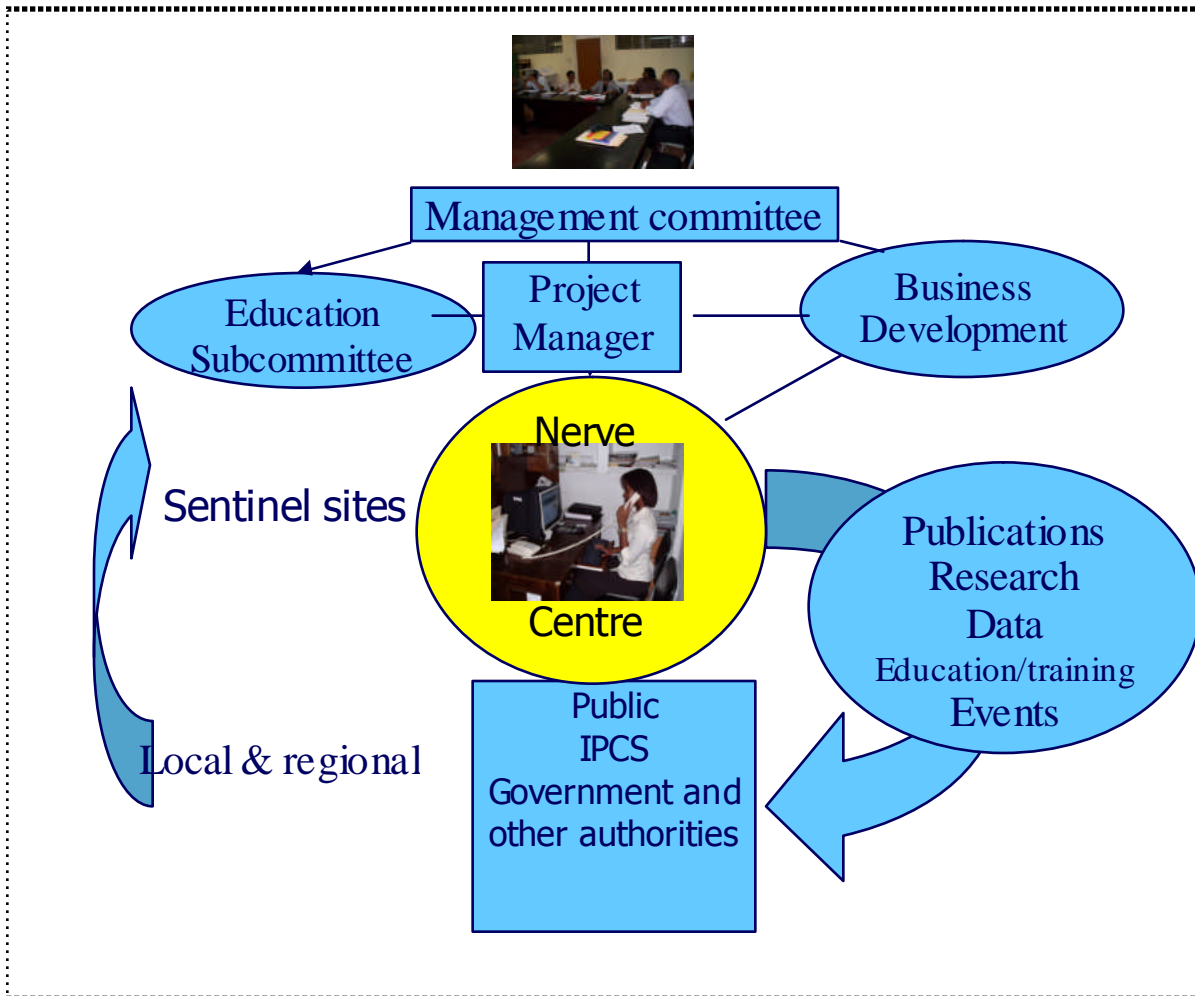 Management committee
Education
Subcommittee
Project
Manager
Business
Development
Nerve
Centre
Sentinel sites
Publications
Research
Data
Education/training
Events
Local & regional
Public
IPCS
Government and
other authorities